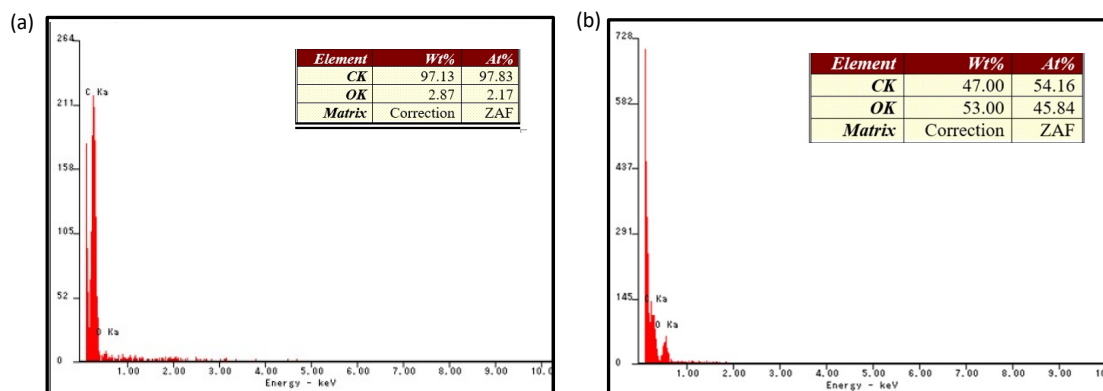 (a)
264
211
158
105
52
0
C Ka
O Ka
Element Wt% At%
CK 97.13 97.83
OK 2.87 2.17
Matrix Correction ZAF
1.00 2.00 3.00 4.00 5.00 6.00 7.00 8.00 9.00 10.0
Energy - keV
(b)
728
582
437
291
145
0
C Ka
O Ka
Element Wt% At%
CK 47.00 54.16
OK 53.00 45.84
Matrix Correction ZAF
1.00 2.00 3.00 4.00 5.00 6.00 7.00 8.00 9.00 10
Energy - keV